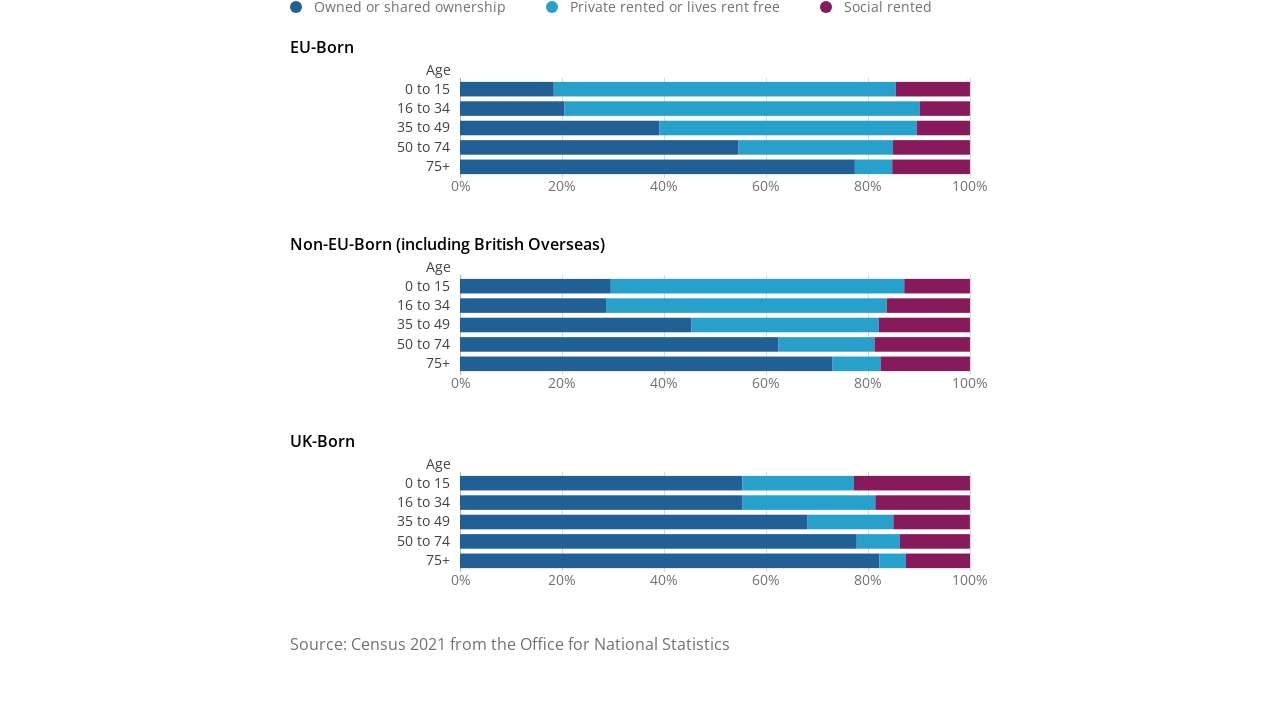 Owned or shared ownership Private rented or lives rent free Social rented
EU-Born
Age
0 to 15
16 to 34
35 to 49
50 to 74
75+
0% 20% 40% 60% 80% 100%
Non-EU-Born (including British Overseas)
Age
0 to 15
16 to 34
35 to 49
50 to 74
75+
0% 20% 40% 60% 80% 100%
UK-Born
Age
0 to 15
16 to 34
35 to 49
50 to 74
75+
0% 20% 40% 60% 80% 100%
Source: Census 2021 from the Office for National Statistics